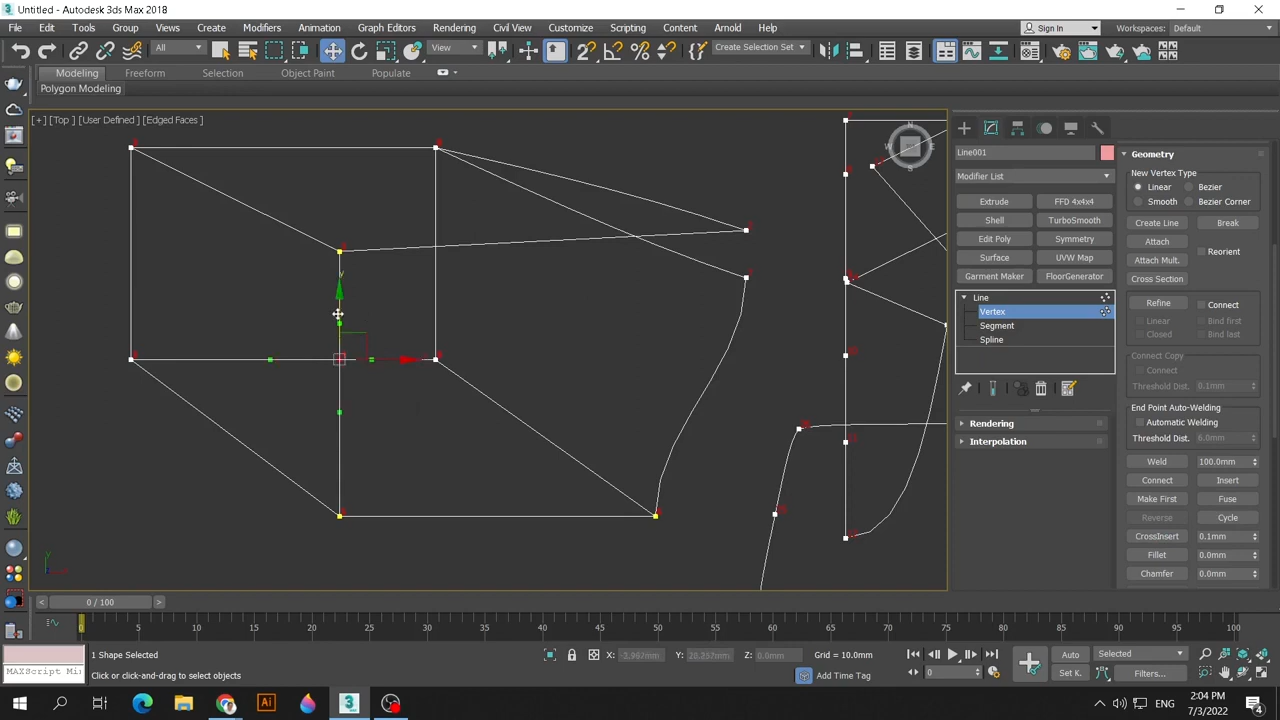 Untitled - Autodesk 3ds Max 2018
File Edit Tools Group Views Create Modifiers Animation Graph Editors Rendering Civil View Customize Scripting Content Arnold Help Sign In Workspaces: Default
All View Create Selection Set
Modeling Freeform Selection Object Paint Populate
Polygon Modeling
[+] [Top ] [User Defined ] [Edged Faces ]
N
W E
S
y
Line001
Modifier List
Extrude FFD 4x4x4
Shell TurboSmooth
Edit Poly Symmetry
Surface UVW Map
Garment Maker FloorGenerator
Line
Vertex
Segment
Spline
Rendering
Interpolation
Geometry
New Vertex Type
Linear Bezier
Smooth Bezier Corner
Create Line Break
Attach Reorient
Attach Mult.
Cross Section
Refine Connect
Linear Bind first
Closed Bind last
Connect Copy
Connect
Threshold Dist. 0.1mm
End Point Auto-Welding
Automatic Welding
Threshold Dist. 6.0mm
Weld 100.0mm
Connect Insert
Make First Fuse
Reverse Cycle
CrossInsert 0.1mm
Fillet 0.0mm
Chamfer 0.0mm
< 0 / 100 >
0 5 10 15 20 25 30 35 40 45 50 55 60 65 70 75 80 85 90 95 100
1 Shape Selected X: Y: Z: 0.0mm Grid = 10.0mm Auto Selected
MAXScript Mi Click or click-and-drag to select objects Add Time Tag 0 Set K. Filters...
Ai 3 ENG 2:04 PM
7/3/2022 4